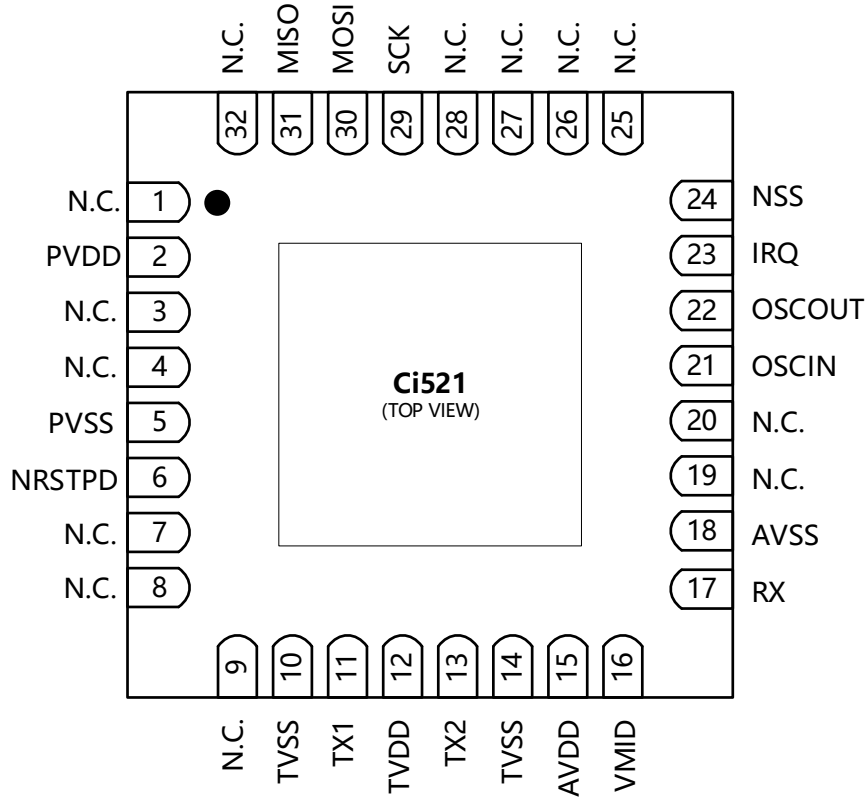 N.C. MISO MOSI SCK N.C. N.C. N.C. N.C.
32 31 30 29 28 27 26 25
N.C. 1 24 NSS
PVDD 2 23 IRQ
N.C. 3 22 OSCOUT
N.C. 4 21 OSCIN
Ci521
(TOP VIEW)
PVSS 5 20 N.C.
NRSTPD 6 19 N.C.
N.C. 7 18 AVSS
N.C. 8 17 RX
9 10 11 12 13 14 15 16
N.C. TVSS TX1 TVDD TX2 TVSS AVDD VMID